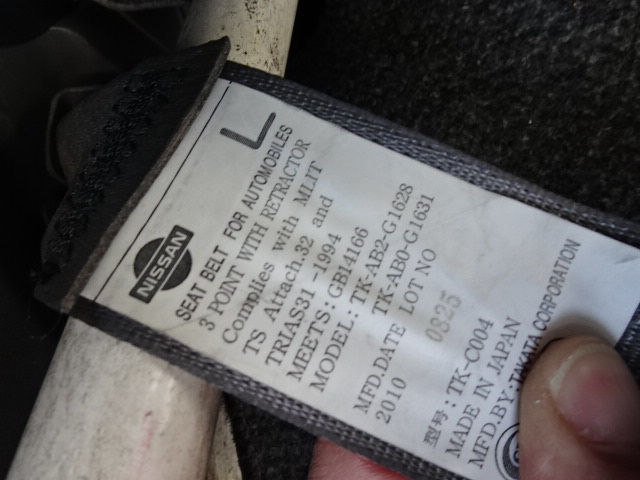 L
NISSAN
SEAT BELT FOR AUTOMOBILES
3 POINT WITH RETRACTOR
Complies with MLIT
TS Attach.32 and
TRIAS31-1994
MEETS: GB14166
MODEL: TK-AB2-G1628
TK-AB0-G1631
MFD.DATE LOT NO
2010 0825
型号: TK-C004
MADE IN JAPAN
MFD.BY TAKATA CORPORATION